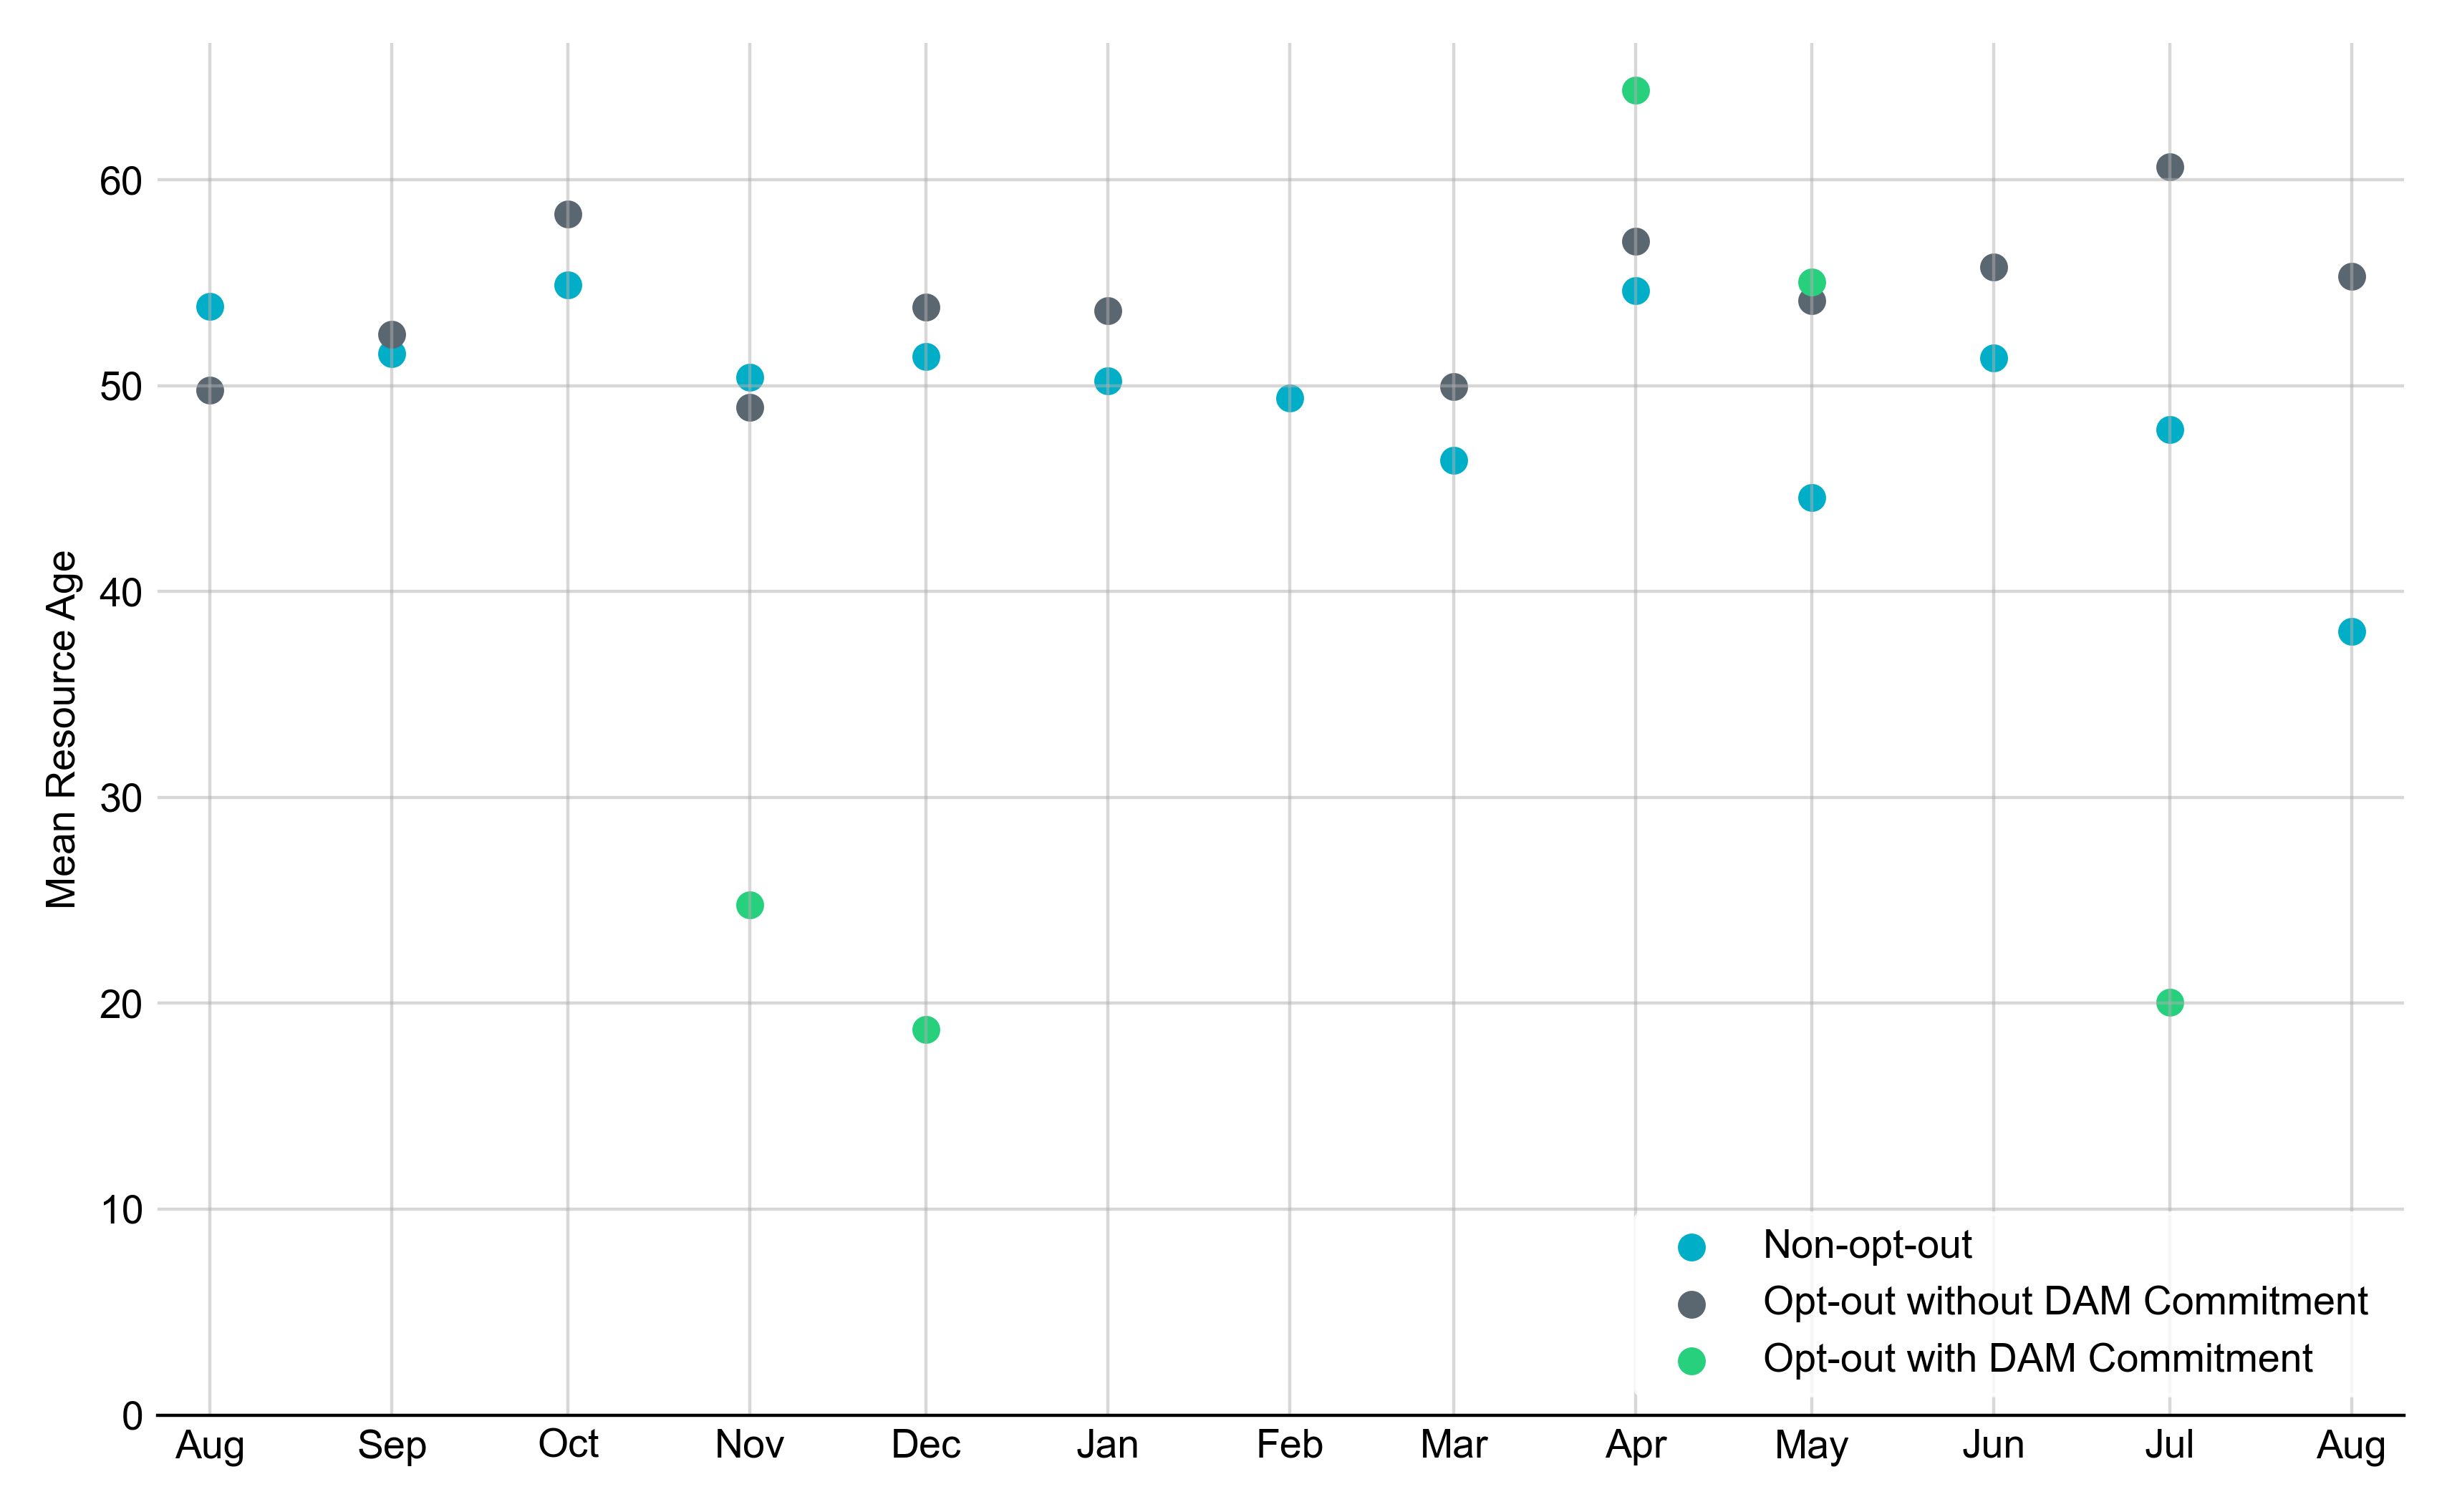 Mean Resource Age
60
50
40
30
20
10
0
Aug Sep Oct Nov Dec Jan Feb Mar Apr May Jun Jul Aug
Non-opt-out
Opt-out without DAM Commitment
Opt-out with DAM Commitment